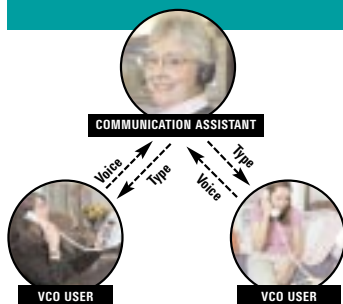 COMMUNICATION ASSISTANT
Voice
Type
Type
Voice
VCO USER
VCO USER